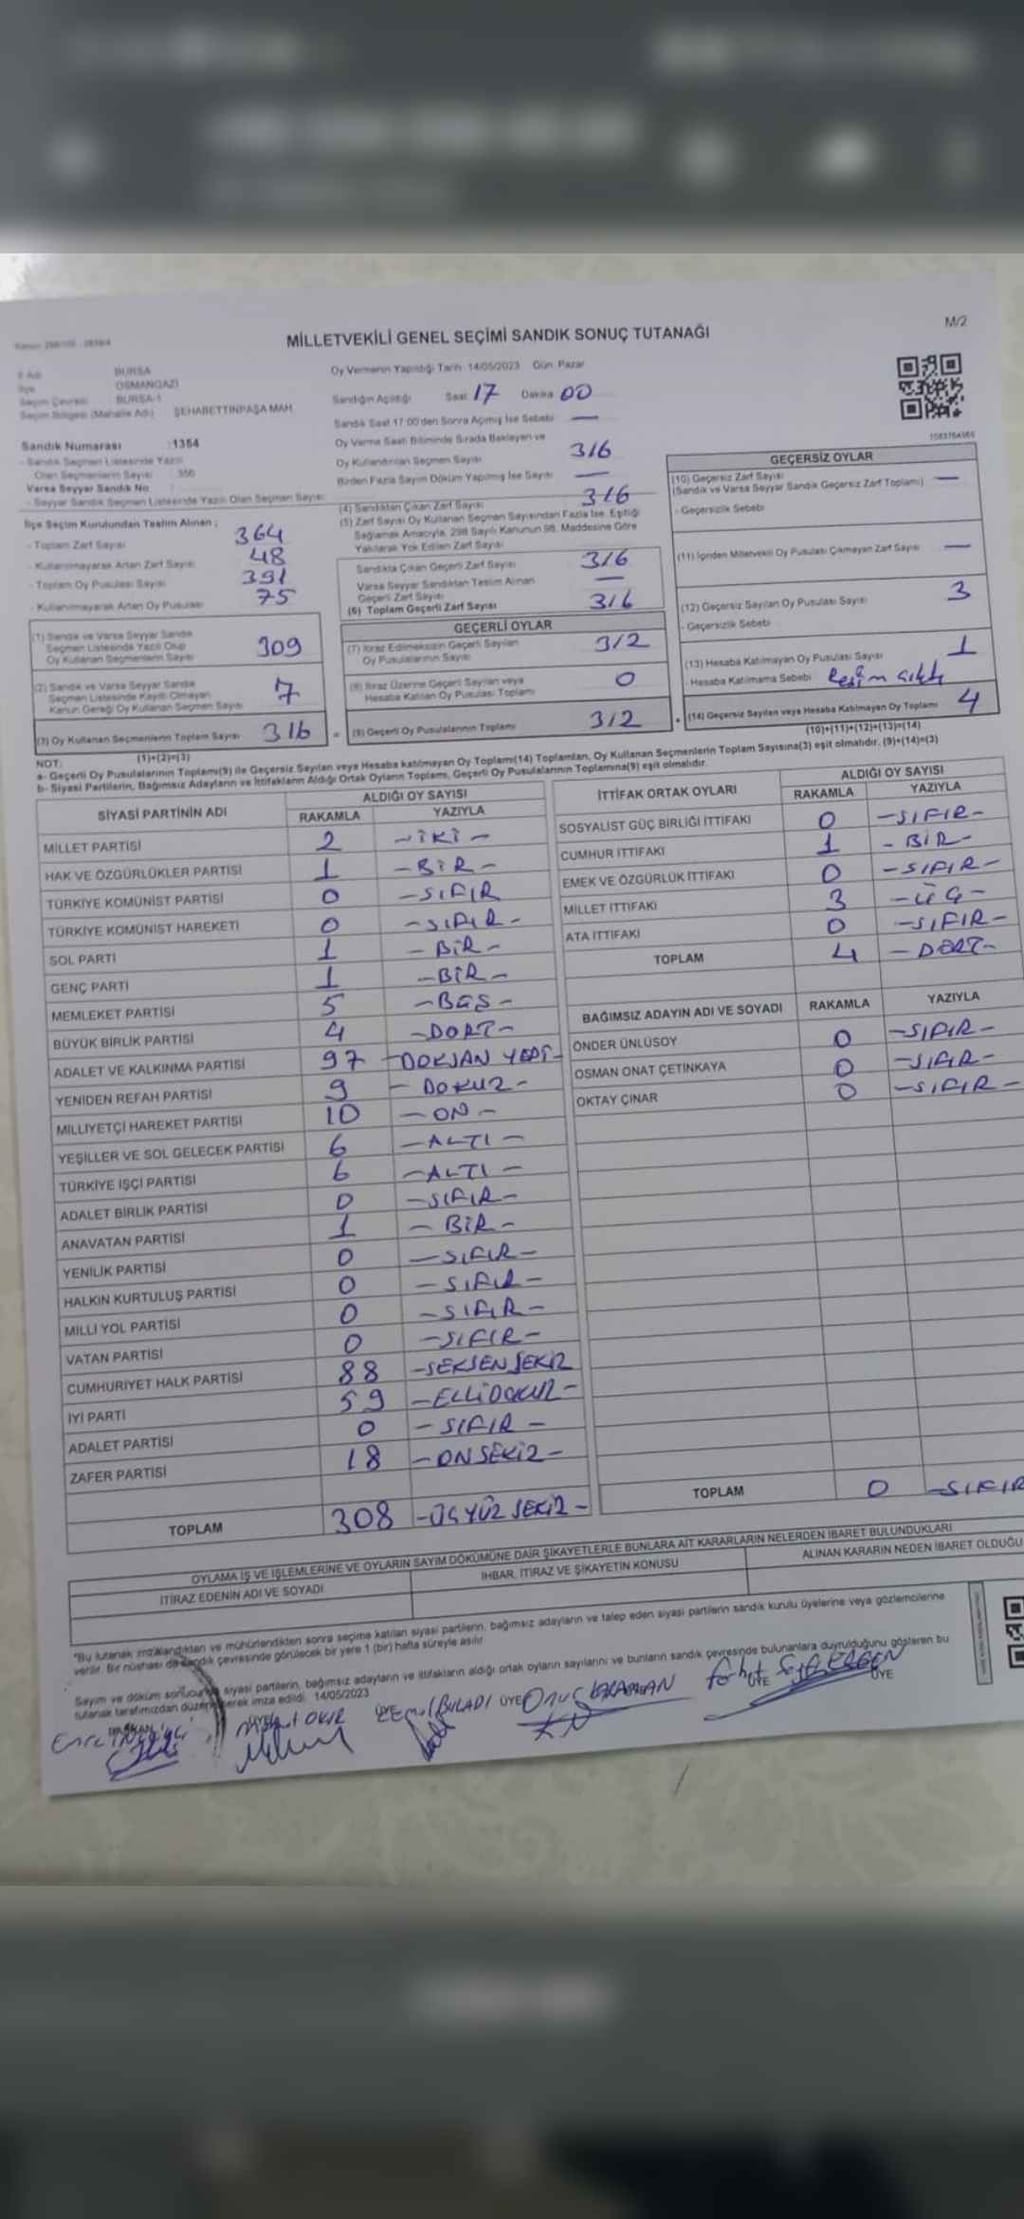 MİLLETVEKİLİ GENEL SEÇİMİ SANDIK SONUÇ TUTANAĞI
M/2
BURSA
OSMANGAZİ
BURSA-1
Seçim Bölgesi (Mahalle Adı) ŞEHABETTİNPAŞA MAH.
Oy Vermenin Yapıldığı Tarih: 14/05/2023 Gün: Pazar
Sandığın Açıldığı Saat 17 Dakika 00
Sandık Saat 17:00'den Sonra Açılmış İse Sebebi —
Oy Verme Saati Bitiminde Sırada Bekleyen ve
Oy Kullandırılan Seçmen Sayısı 316
Birden Fazla Sayım Döküm Yapılmış İse Sayısı —
Sandık Numarası :1354
- Sandık Seçmen Listesinde Yazılı
Olan Seçmenlerin Sayısı : 350
Varsa Seyyar Sandık No
- Seyyar Sandık Seçmen Listesinde Yazılı Olan Seçmen Sayısı:
İlçe Seçim Kurulundan Teslim Alınan :
- Toplam Zarf Sayısı 364
- Kullanılmayarak Artan Zarf Sayısı 48
- Toplam Oy Pusulası Sayısı 391
- Kullanılmayarak Artan Oy Pusulası 75
(1) Sandık ve Varsa Seyyar Sandık
Seçmen Listesinde Yazılı Olup
Oy Kullanan Seçmenlerin Sayısı 309
(2) Sandık ve Varsa Seyyar Sandık
Seçmen Listesinde Kayıtlı Olmayan
Kanun Gereği Oy Kullanan Seçmen Sayısı 7
(3) Oy Kullanan Seçmenlerin Toplam Sayısı 316
(1)+(2)=(3)
(4) Sandıktan Çıkan Zarf Sayısı 316
(5) Zarf Sayısı Oy Kullanan Seçmen Sayısından Fazla İse, Eşitliği
Sağlamak Amacıyla, 298 Sayılı Kanunun 98. Maddesine Göre
Yakılarak Yok Edilen Zarf Sayısı
Sandıkta Çıkan Geçerli Zarf Sayısı 316
Varsa Seyyar Sandıktan Teslim Alınan
Geçerli Zarf Sayısı —
(6) Toplam Geçerli Zarf Sayısı 316
GEÇERLİ OYLAR
(7) İtiraz Edilmeksizin Geçerli Sayılan
Oy Pusulalarının Sayısı 312
(8) İtiraz Üzerine Geçerli Sayılan veya
Hesaba Katılan Oy Pusulası Toplamı 0
(9) Geçerli Oy Pusulalarının Toplamı 312
GEÇERSİZ OYLAR
(10) Geçersiz Zarf Sayısı
(Sandık ve Varsa Seyyar Sandık Geçersiz Zarf Toplamı) —
- Geçersizlik Sebebi
(11) İçinden Milletvekili Oy Pusulası Çıkmayan Zarf Sayısı —
(12) Geçersiz Sayılan Oy Pusulası Sayısı 3
- Geçersizlik Sebebi
(13) Hesaba Katılmayan Oy Pusulası Sayısı 1
- Hesaba Katılmama Sebebi Resim çıktı
(14) Geçersiz Sayılan veya Hesaba Katılmayan Oy Toplamı 4
(10)+(11)+(12)+(13)=(14)
NOT:
a- Geçerli Oy Pusulalarının Toplamı(9) ile Geçersiz Sayılan veya Hesaba katılmayan Oy Toplamı(14) Toplamları, Oy Kullanan Seçmenlerin Toplam Sayısına(3) eşit olmalıdır. (9)+(14)=(3)
b- Siyasi Partilerin, Bağımsız Adayların ve İttifakların Aldığı Ortak Oyların Toplamı, Geçerli Oy Pusulalarının Toplamına(9) eşit olmalıdır.
SİYASİ PARTİNİN ADI ALDIĞI OY SAYISI
RAKAMLA YAZIYLA
MİLLET PARTİSİ 2 -İKİ-
HAK VE ÖZGÜRLÜKLER PARTİSİ 1 -BİR-
TÜRKİYE KOMÜNİST PARTİSİ 0 -SIFIR
TÜRKİYE KOMÜNİST HAREKETİ 0 -SIFIR-
SOL PARTİ 1 -BİR-
GENÇ PARTİ 1 -BİR-
MEMLEKET PARTİSİ 5 -BEŞ-
BÜYÜK BİRLİK PARTİSİ 4 -DÖRT-
ADALET VE KALKINMA PARTİSİ 97 -DOKSAN YEDİ-
YENİDEN REFAH PARTİSİ 9 -DOKUZ-
MİLLİYETÇİ HAREKET PARTİSİ 10 -ON-
YEŞİLLER VE SOL GELECEK PARTİSİ 6 -ALTI-
TÜRKİYE İŞÇİ PARTİSİ 6 -ALTI-
ADALET BİRLİK PARTİSİ 0 -SIFIR-
ANAVATAN PARTİSİ 1 -BİR-
YENİLİK PARTİSİ 0 -SIFIR-
HALKIN KURTULUŞ PARTİSİ 0 -SIFIR-
MİLLİ YOL PARTİSİ 0 -SIFIR-
VATAN PARTİSİ 0 -SIFIR-
CUMHURİYET HALK PARTİSİ 88 -SEKSEN SEKİZ
İYİ PARTİ 59 -ELLİDOKUZ-
ADALET PARTİSİ 0 -SIFIR-
ZAFER PARTİSİ 18 -ONSEKİZ-
TOPLAM 308 -ÜÇYÜZ SEKİZ-
İTTİFAK ORTAK OYLARI ALDIĞI OY SAYISI
RAKAMLA YAZIYLA
SOSYALİST GÜÇ BİRLİĞİ İTTİFAKI 0 -SIFIR-
CUMHUR İTTİFAKI 1 -BİR-
EMEK VE ÖZGÜRLÜK İTTİFAKI 0 -SIFIR-
MİLLET İTTİFAKI 3 -ÜÇ-
ATA İTTİFAKI 0 -SIFIR-
TOPLAM 4 -DÖRT-
BAĞIMSIZ ADAYIN ADI VE SOYADI RAKAMLA YAZIYLA
ÖNDER ÜNLÜSOY 0 -SIFIR-
OSMAN ONAT ÇETİNKAYA 0 -SIFIR-
OKTAY ÇINAR 0 -SIFIR-
TOPLAM 0 -SIFIR
OYLAMA İŞ VE İŞLEMLERİNE VE OYLARIN SAYIM DÖKÜMÜNE DAİR ŞİKAYETLERLE BUNLARA AİT KARARLARIN NELERDEN İBARET BULUNDUKLARI
İTİRAZ EDENİN ADI VE SOYADI İHBAR, İTİRAZ VE ŞİKAYETİN KONUSU ALINAN KARARIN NEDEN İBARET OLDUĞU
"Bu tutanak imzalandıktan ve mühürlendikten sonra seçime katılan siyasi partilerin, bağımsız adayların ve talep eden siyasi partilerin sandık kurulu üyelerine veya gözlemcilerine
verilir. Bir nüshası da sandık çevresinde görülecek bir yere 1 (bir) hafta süreyle asılır
Sayım ve döküm sonucunda siyasi partilerin, bağımsız adayların ve ittifakların aldığı ortak oyların sayılarını ve bunların sandık çevresinde bulunanlara duyrulduğunu gösteren bu
tutanak tarafımızdan düzenlenerek imza edildi. 14/05/2023
BAŞKAN ÜYE ÜYE ÜYE ÜYE ÜYE